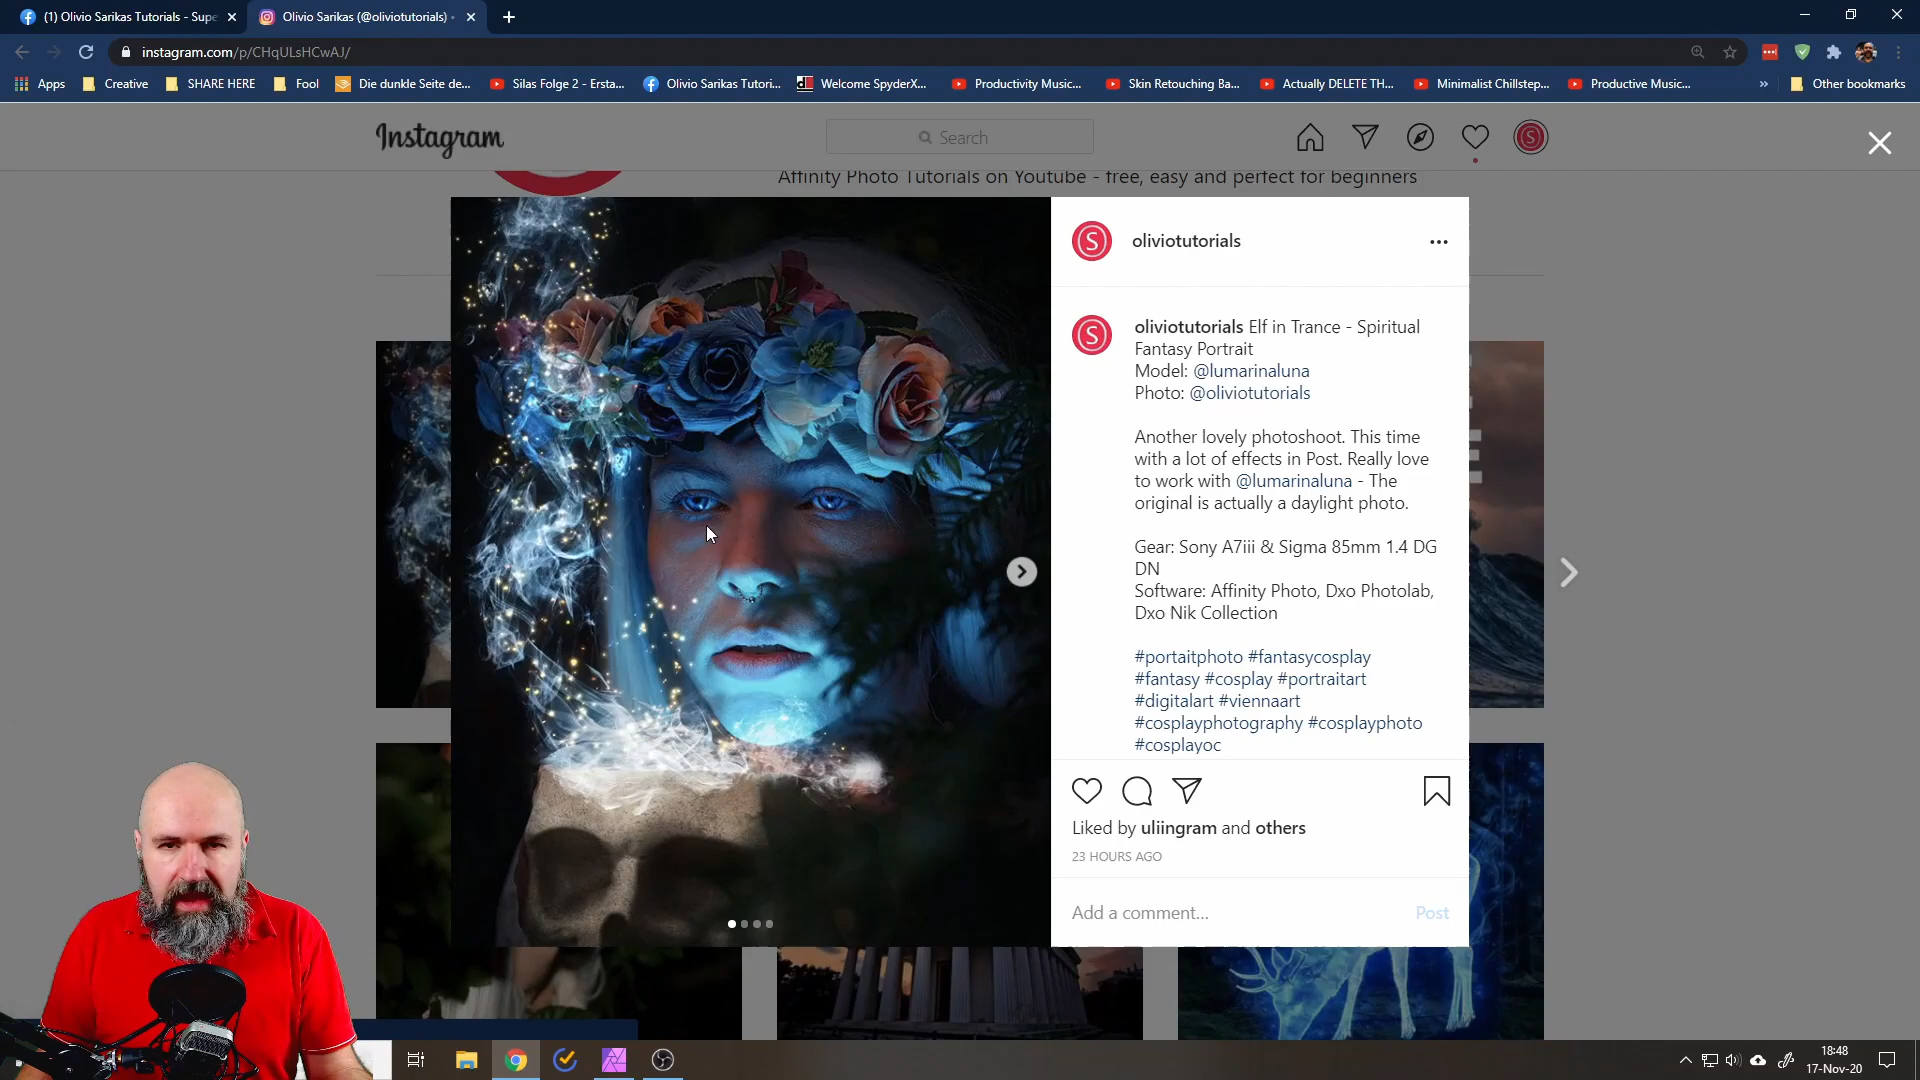 (1) Olivio Sarikas Tutorials - Supe
Olivio Sarikas (@oliviotutorials) •
instagram.com/p/CHqULsHCwAJ/
Apps
Creative
SHARE HERE
Fool
Die dunkle Seite de...
Silas Folge 2 - Ersta...
Olivio Sarikas Tutori...
Welcome SpyderX...
Productivity Music...
Skin Retouching Ba...
Actually DELETE TH...
Minimalist Chillstep...
Productive Music...
»
Other bookmarks
Instagram
Search
Affinity Photo Tutorials on Youtube - free, easy and perfect for beginners
oliviotutorials
oliviotutorials Elf in Trance - Spiritual
Fantasy Portrait
Model: @lumarinaluna
Photo: @oliviotutorials
Another lovely photoshoot. This time
with a lot of effects in Post. Really love
to work with @lumarinaluna - The
original is actually a daylight photo.
Gear: Sony A7iii & Sigma 85mm 1.4 DG
DN
Software: Affinity Photo, Dxo Photolab,
Dxo Nik Collection
#portaitphoto #fantasycosplay
#fantasy #cosplay #portraitart
#digitalart #viennaart
#cosplayphotography #cosplayphoto
#cosplayoc
Liked by uliingram and others
23 HOURS AGO
Add a comment...
Post
18:48
17-Nov-20